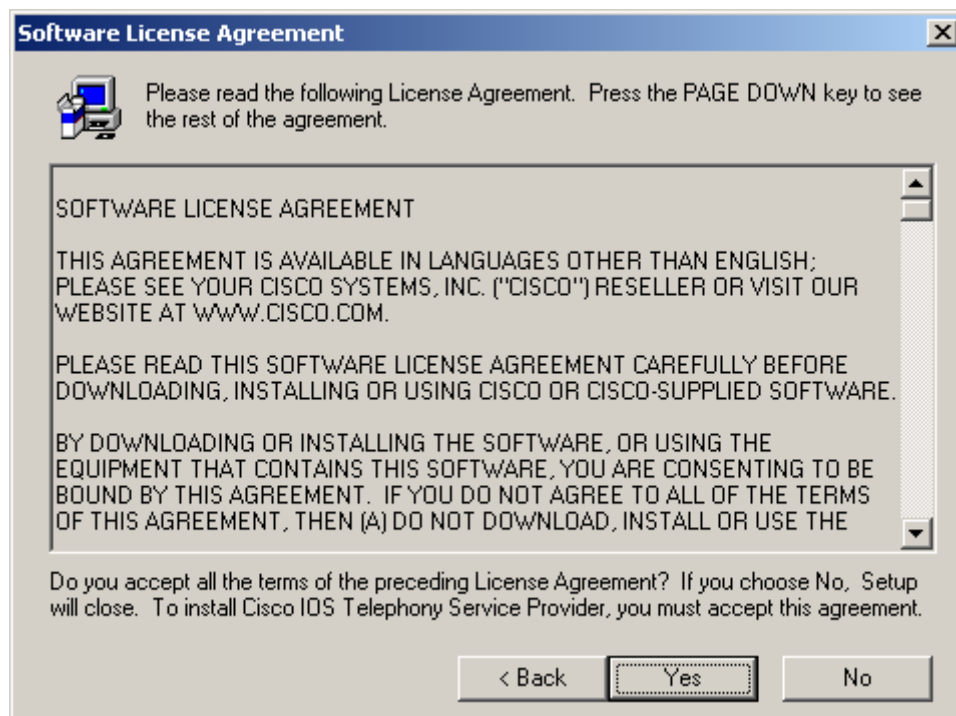 Software License Agreement
Please read the following License Agreement.  Press the PAGE DOWN key to see
the rest of the agreement.
SOFTWARE LICENSE AGREEMENT
THIS AGREEMENT IS AVAILABLE IN LANGUAGES OTHER THAN ENGLISH;
PLEASE SEE YOUR CISCO SYSTEMS, INC. ("CISCO") RESELLER OR VISIT OUR
WEBSITE AT WWW.CISCO.COM.
PLEASE READ THIS SOFTWARE LICENSE AGREEMENT CAREFULLY BEFORE
DOWNLOADING, INSTALLING OR USING CISCO OR CISCO-SUPPLIED SOFTWARE.
BY DOWNLOADING OR INSTALLING THE SOFTWARE, OR USING THE
EQUIPMENT THAT CONTAINS THIS SOFTWARE, YOU ARE CONSENTING TO BE
BOUND BY THIS AGREEMENT.  IF YOU DO NOT AGREE TO ALL OF THE TERMS
OF THIS AGREEMENT, THEN (A) DO NOT DOWNLOAD, INSTALL OR USE THE
Do you accept all the terms of the preceding License Agreement?  If you choose No,  Setup
will close.  To install Cisco IOS Telephony Service Provider, you must accept this agreement.
< Back
Yes
No